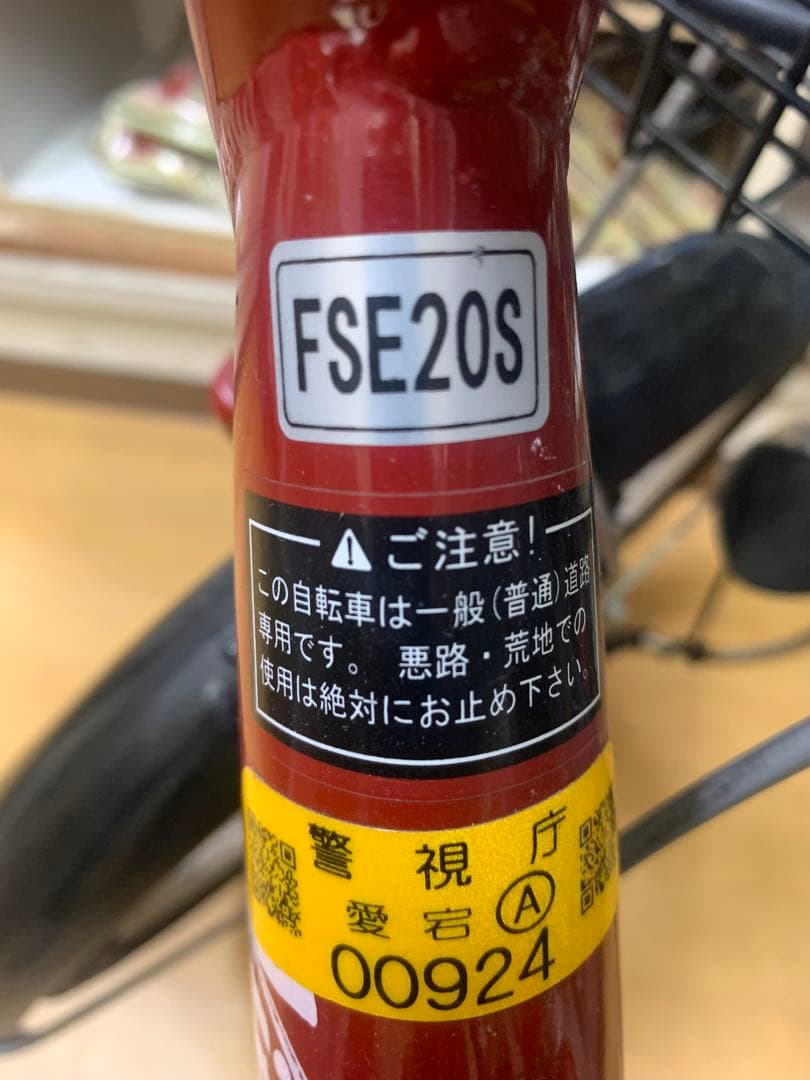 FSE20S
⚠ ご注意!
この自転車は一般(普通)道路
専用です。 悪路・荒地での
使用は絶対にお止め下さい。
警視庁
愛宕 Ⓐ
00924